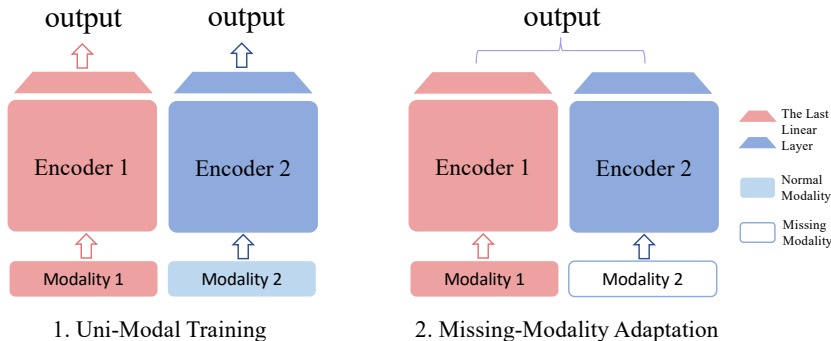 output
output
output
Encoder 1
Encoder 2
Encoder 1
Encoder 2
The Last
Linear
Layer
Normal
Modality
Missing
Modality
Modality 1
Modality 2
Modality 1
Modality 2
1. Uni-Modal Training
2. Missing-Modality Adaptation